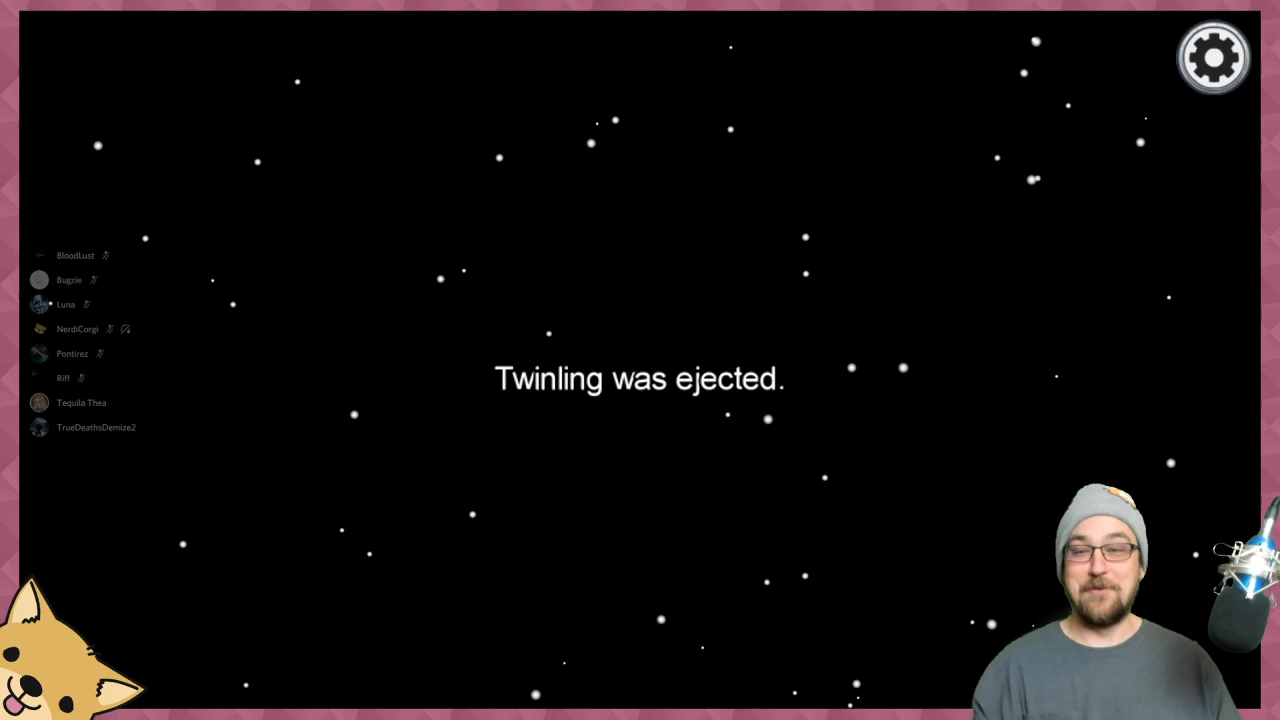 BloodLust
Bugzie
Luna
NerdiCorgi
Pontirez
Riff
Tequila Thea
TrueDeathsDemize2
Twinling was ejected.